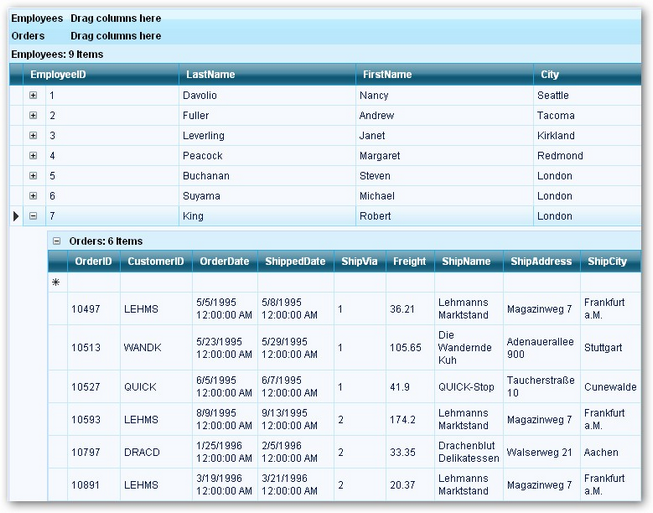 Employees Drag columns here
Orders Drag columns here
Employees: 9 Items
EmployeeID LastName FirstName City
1 Davolio Nancy Seattle
2 Fuller Andrew Tacoma
3 Leverling Janet Kirkland
4 Peacock Margaret Redmond
5 Buchanan Steven London
6 Suyama Michael London
7 King Robert London
Orders: 6 Items
OrderID CustomerID OrderDate ShippedDate ShipVia Freight ShipName ShipAddress ShipCity
10497 LEHMS 5/5/1995 12:00:00 AM 5/8/1995 12:00:00 AM 1 36.21 Lehmanns Marktstand Magazinweg 7 Frankfurt a.M.
10513 WANDK 5/23/1995 12:00:00 AM 5/29/1995 12:00:00 AM 1 105.65 Die Wandernde Kuh Adenauerallee 900 Stuttgart
10527 QUICK 6/5/1995 12:00:00 AM 6/7/1995 12:00:00 AM 1 41.9 QUICK-Stop Taucherstraße 10 Cunewalde
10593 LEHMS 8/9/1995 12:00:00 AM 9/13/1995 12:00:00 AM 2 174.2 Lehmanns Marktstand Magazinweg 7 Frankfurt a.M.
10797 DRACD 1/25/1996 12:00:00 AM 2/5/1996 12:00:00 AM 2 33.35 Drachenblut Delikatessen Walserweg 21 Aachen
10891 LEHMS 3/19/1996 12:00:00 AM 3/21/1996 12:00:00 AM 2 20.37 Lehmanns Marktstand Magazinweg 7 Frankfurt a.M.